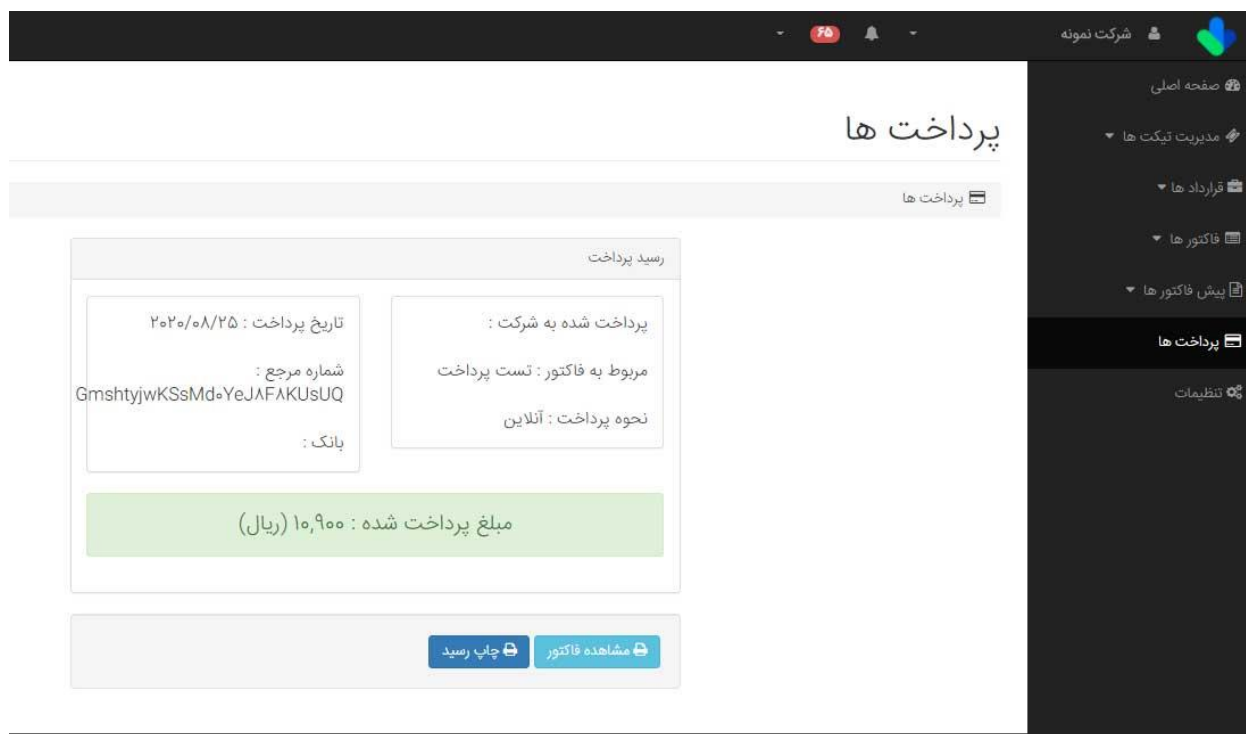 شرکت نمونه
۶۵
صفحه اصلی
مدیریت تیکت ها
قرارداد ها
فاکتور ها
پیش فاکتور ها
پرداخت ها
تنظیمات
پرداخت ها
پرداخت ها
رسید پرداخت
پرداخت شده به شرکت :
مربوط به فاکتور : تست پرداخت
نحوه پرداخت : آنلاین
تاریخ پرداخت : ۲۰۲۰/۰۸/۲۵
شماره مرجع :
GmshtyjwKSsMd۰YeJ۸F۸KUsUQ
بانک :
مبلغ پرداخت شده : ۱۰,۹۰۰ (ریال)
مشاهده فاکتور
چاپ رسید